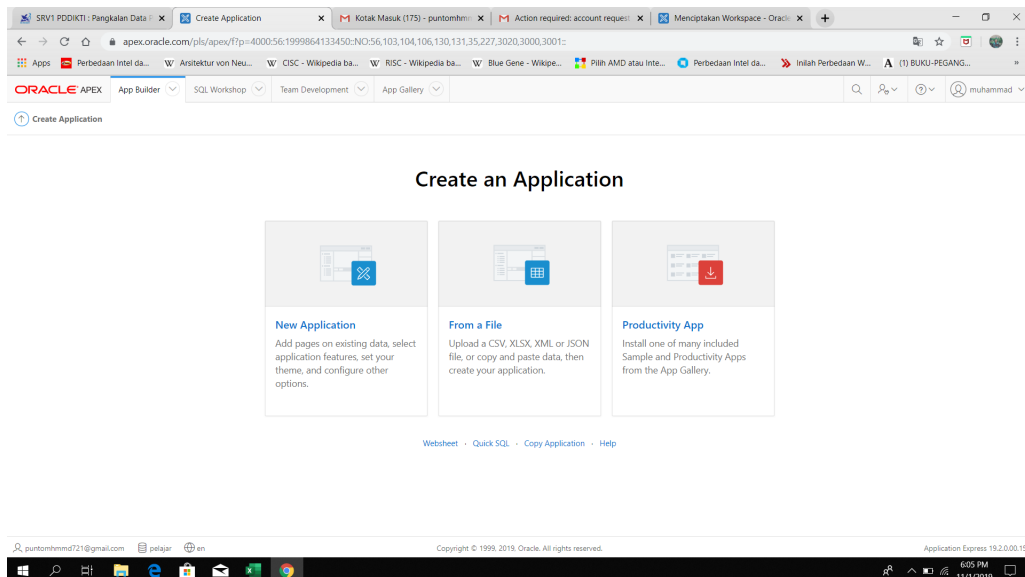 SRV1 PDDIKTI : Pangkalan Data P
Create Application
Kotak Masuk (175) - puntomhmm
Action required: account request
Menciptakan Workspace - Oracle
apex.oracle.com/pls/apex/f?p=4000:56:1999864133450::NO:56,103,104,106,130,131,35,227,3020,3000,3001::
Apps
Perbedaan Intel da...
Arsitektur von Neu...
CISC - Wikipedia ba...
RISC - Wikipedia ba...
Blue Gene - Wikipe...
Pilih AMD atau Inte...
Perbedaan Intel da...
Inilah Perbedaan W...
(1) BUKU-PEGANG...
ORACLE APEX
App Builder
SQL Workshop
Team Development
App Gallery
muhammad
Create Application
Create an Application
New Application
Add pages on existing data, select
application features, set your
theme, and configure other
options.
From a File
Upload a CSV, XLSX, XML or JSON
file, or copy and paste data, then
create your application.
Productivity App
Install one of many included
Sample and Productivity Apps
from the App Gallery.
Websheet
Quick SQL
Copy Application
Help
puntomhmmd721@gmail.com
pelajar
en
Copyright © 1999, 2019, Oracle. All rights reserved.
Application Express 19.2.0.00.15
6:05 PM
11/1/2019